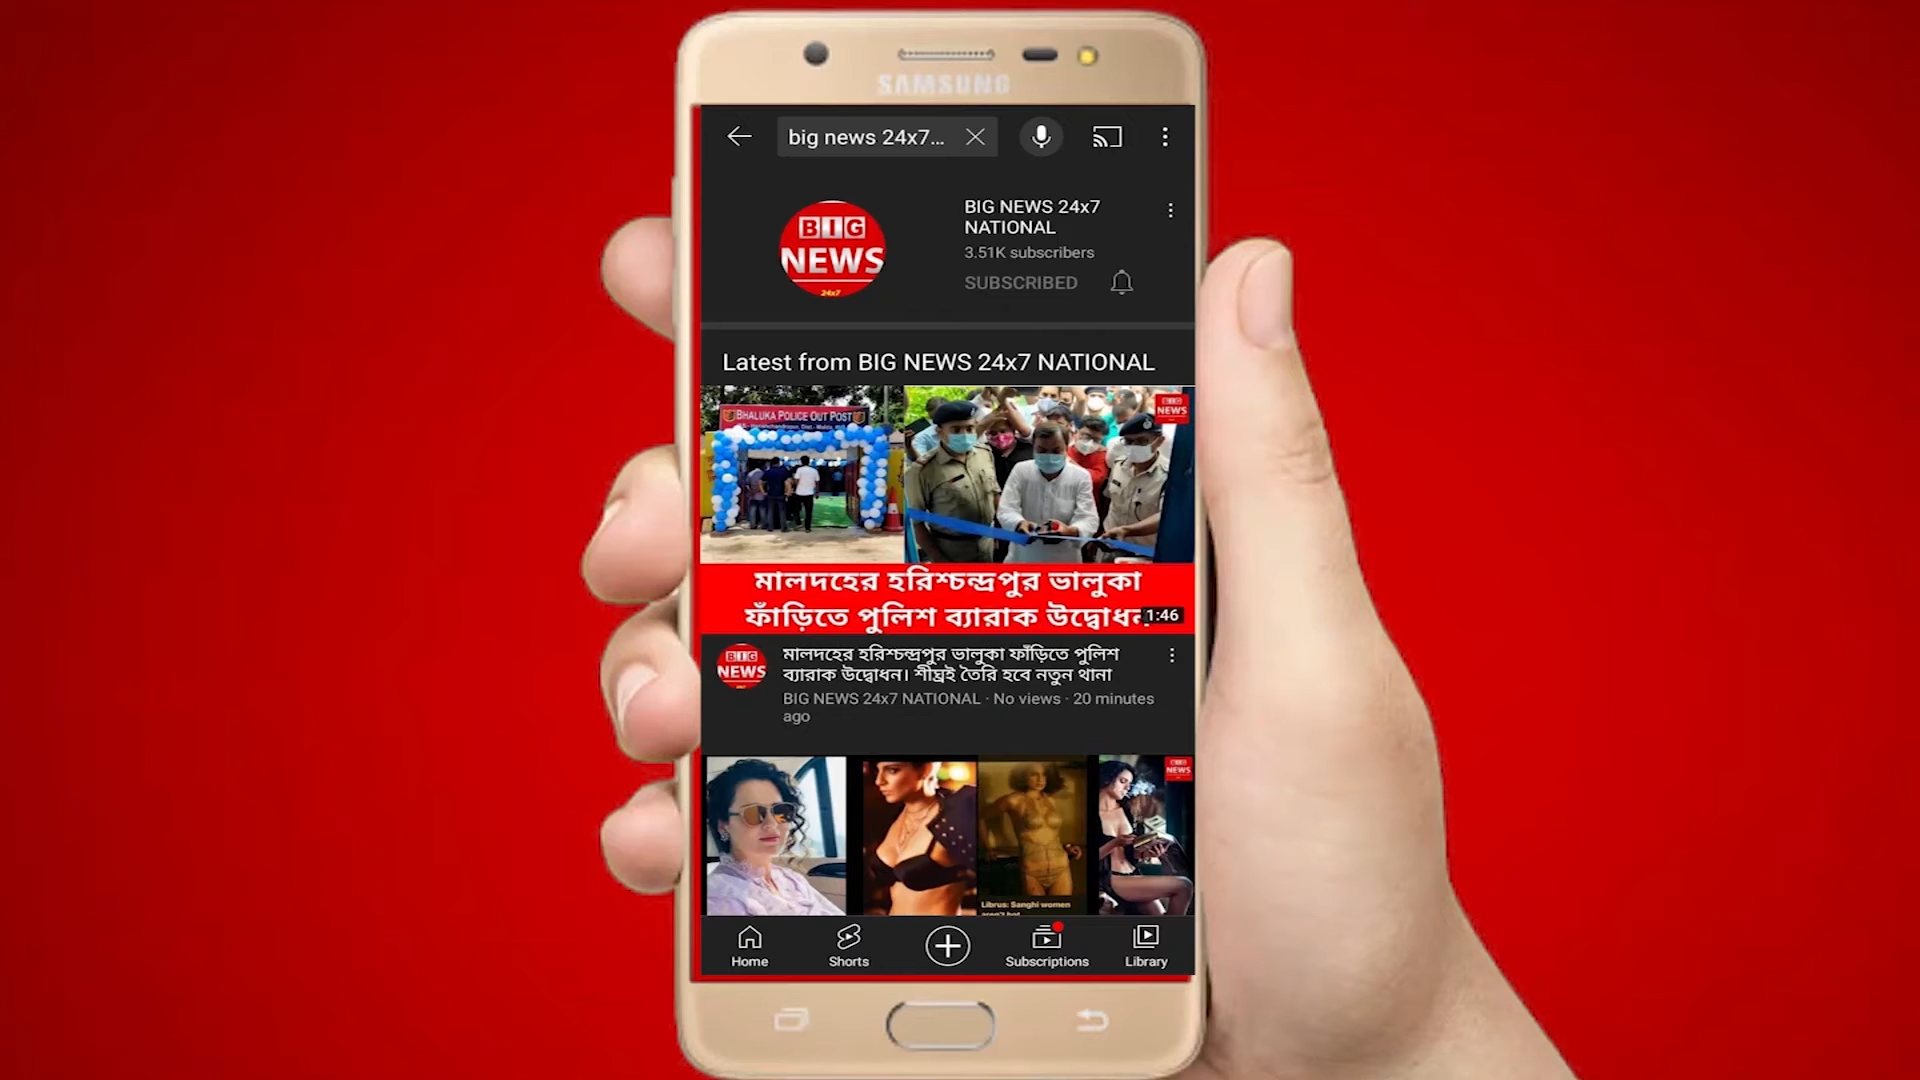 SAMSUNG
big news 24x7...
BIG
NEWS
24x7
BIG NEWS 24x7
NATIONAL
3.51K subscribers
SUBSCRIBED
Latest from BIG NEWS 24x7 NATIONAL
BHALUKA POLICE OUT POST
BIG
NEWS
মালদহের হরিশ্চন্দ্রপুর ভালুকা
ফাঁড়িতে পুলিশ ব্যারাক উদ্বোধন
1:46
BIG
NEWS
মালদহের হরিশ্চন্দ্রপুর ভালুকা ফাঁড়িতে পুলিশ
ব্যারাক উদ্বোধন। শীঘ্রই তৈরি হবে নতুন থানা
BIG NEWS 24x7 NATIONAL · No views · 20 minutes
ago
BIG
NEWS
Librus: Sanghi women
Home
Shorts
Subscriptions
Library